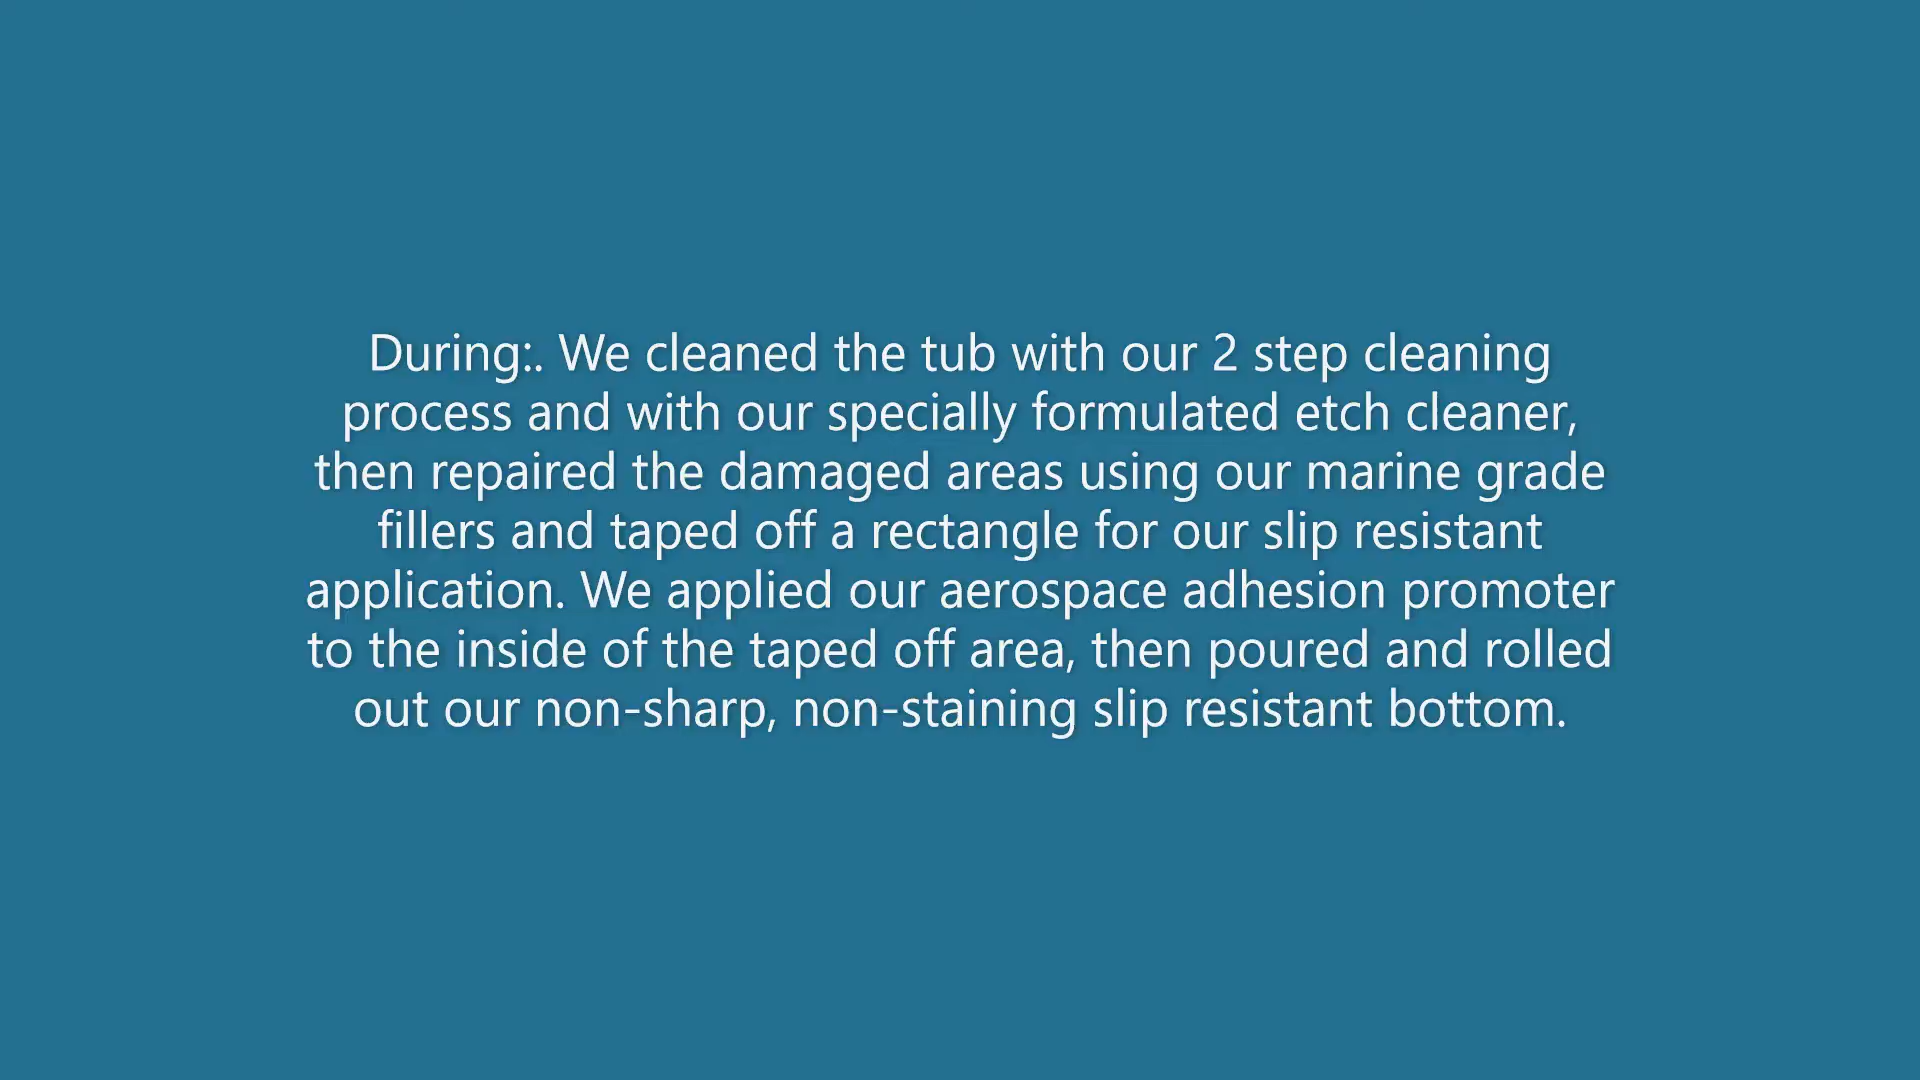 During:. We cleaned the tub with our 2 step cleaning
process and with our specially formulated etch cleaner,
then repaired the damaged areas using our marine grade
fillers and taped off a rectangle for our slip resistant
application. We applied our aerospace adhesion promoter
to the inside of the taped off area, then poured and rolled
out our non-sharp, non-staining slip resistant bottom.